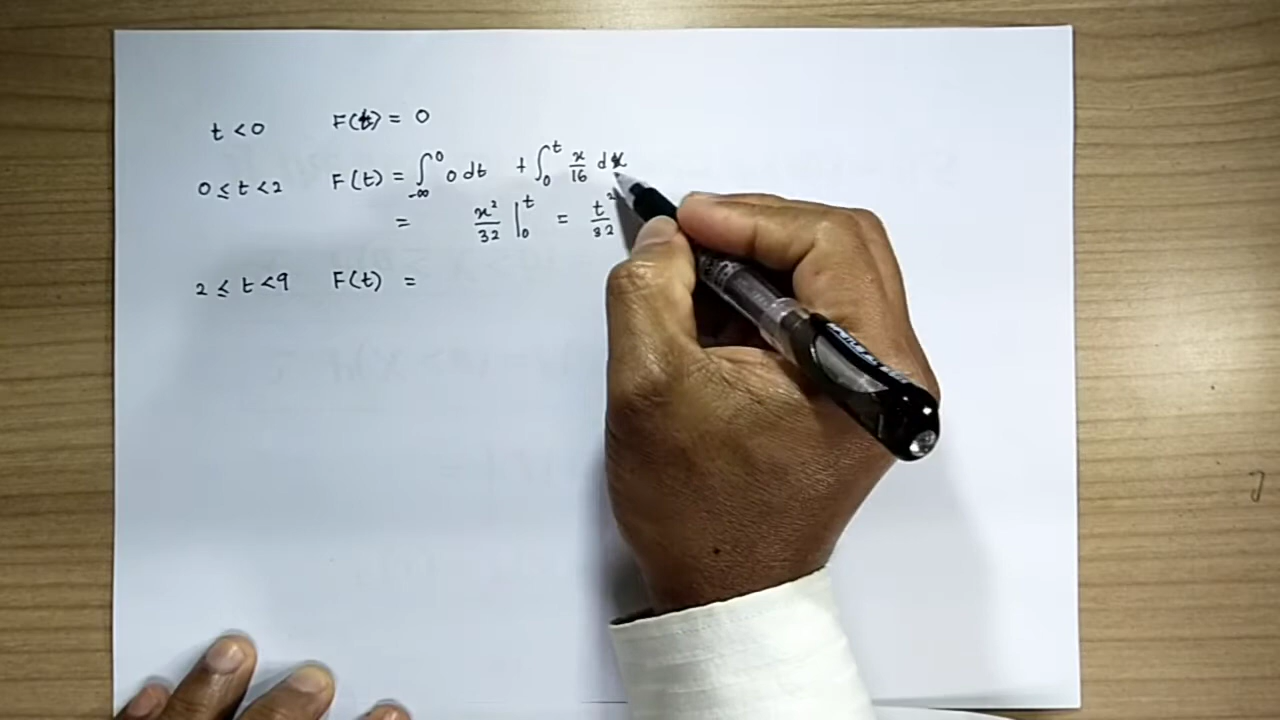 t < 0 F(t) = 0
0 ≤ t < 2 F(t) = ∫_{-∞}^{0} 0 dt + ∫_{0}^{t} x/16 dx
= x²/32 |_{0}^{t} = t²/32
2 ≤ t < 9 F(t) =